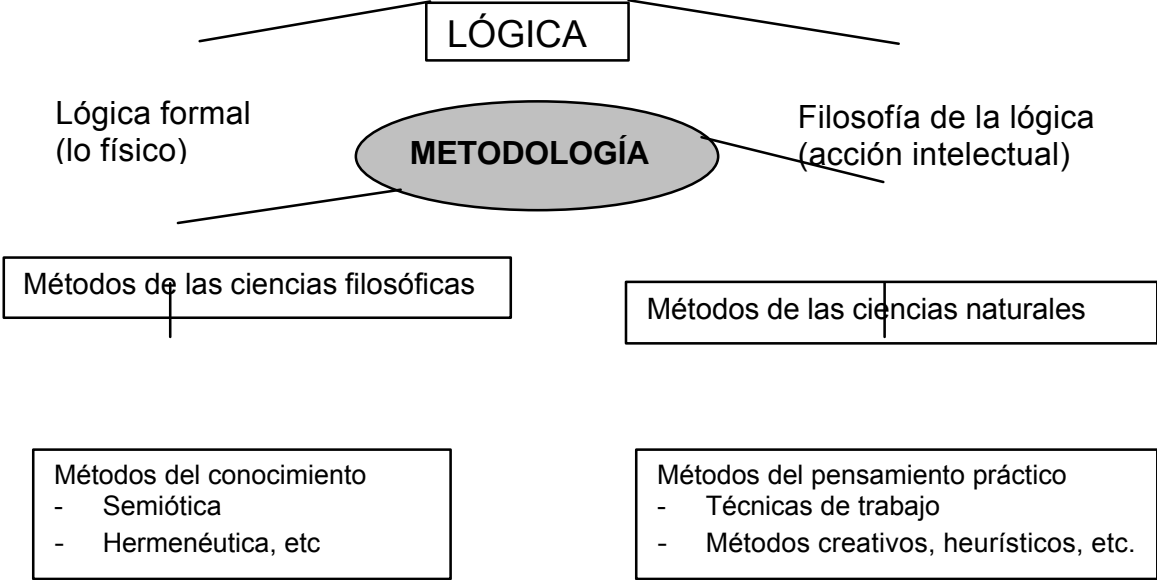 LÓGICA
Lógica formal
(lo físico)
METODOLOGÍA
Filosofía de la lógica
(acción intelectual)
Métodos de las ciencias filosóficas
Métodos de las ciencias naturales
Métodos del conocimiento
- Semiótica
- Hermenéutica, etc
Métodos del pensamiento práctico
- Técnicas de trabajo
- Métodos creativos, heurísticos, etc.